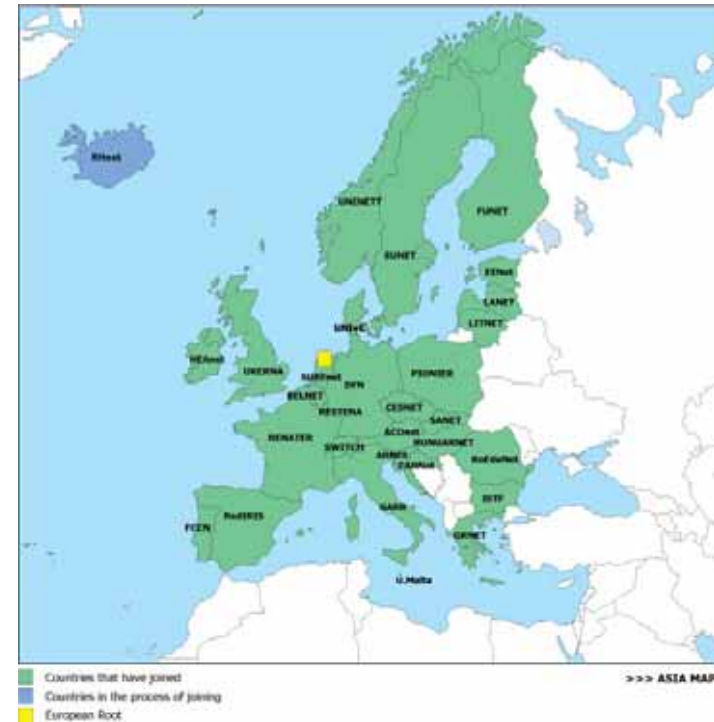 RHnet
UNINETT
FUNET
SUNET
EENet
LANET
LITNET
UNI•C
HEAnet
UKERNA
SURFnet
PIONIER
DFN
BELNET
RESTENA
CESNET
SANET
ACOnet
RENATER
HUNGARNET
SWITCH
ARNES
RoEduNet
CARNet
ISTF
GARR
FCCN
RedIRIS
GRNET
U.Malta
Countries that have joined
>>> ASIA MAP
Countries in the process of joining
European Root